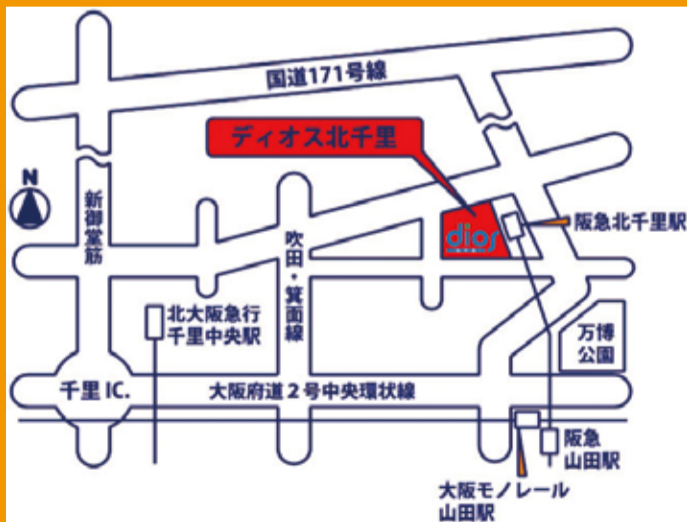 国道171号線
ディオス北千里
N
新御堂筋
吹田・箕面線
dios
阪急北千里駅
北大阪急行
千里中央駅
万博
公園
千里IC.
大阪府道2号中央環状線
阪急
山田駅
大阪モノレール
山田駅